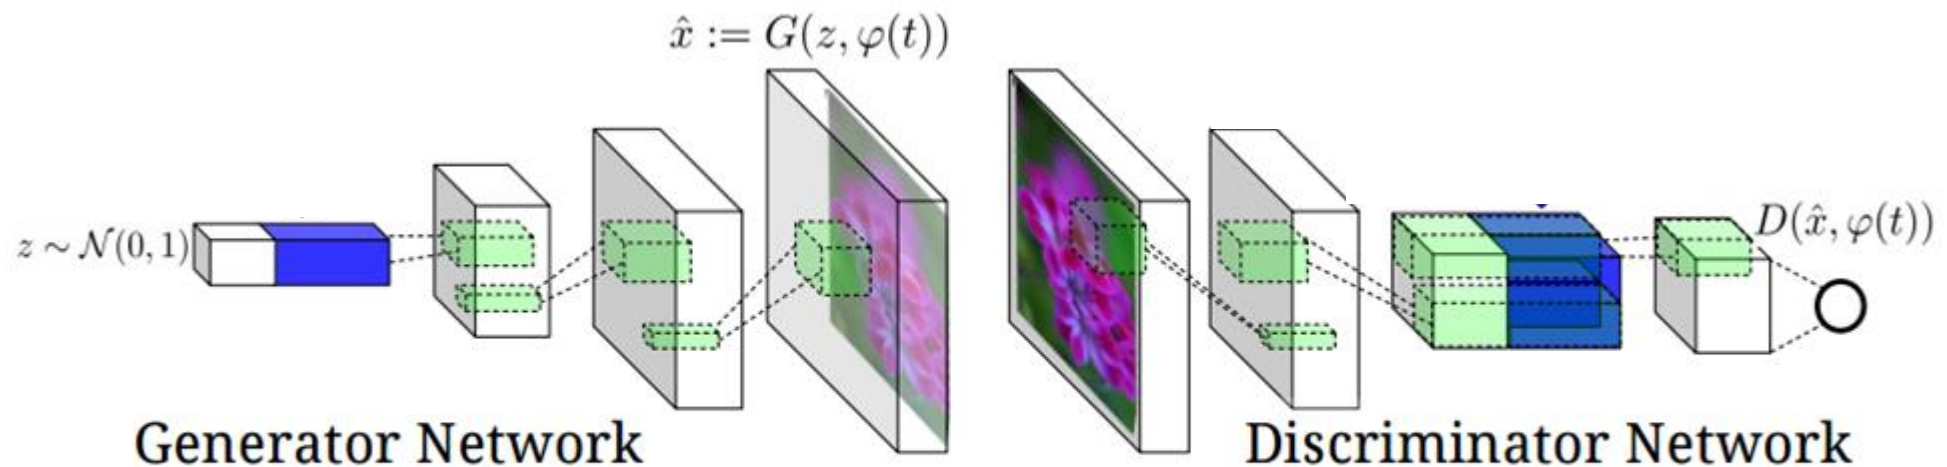 x̂ := G(z, φ(t))
z ∼ 𝒩(0, 1)
D(x̂, φ(t))
Generator Network
Discriminator Network